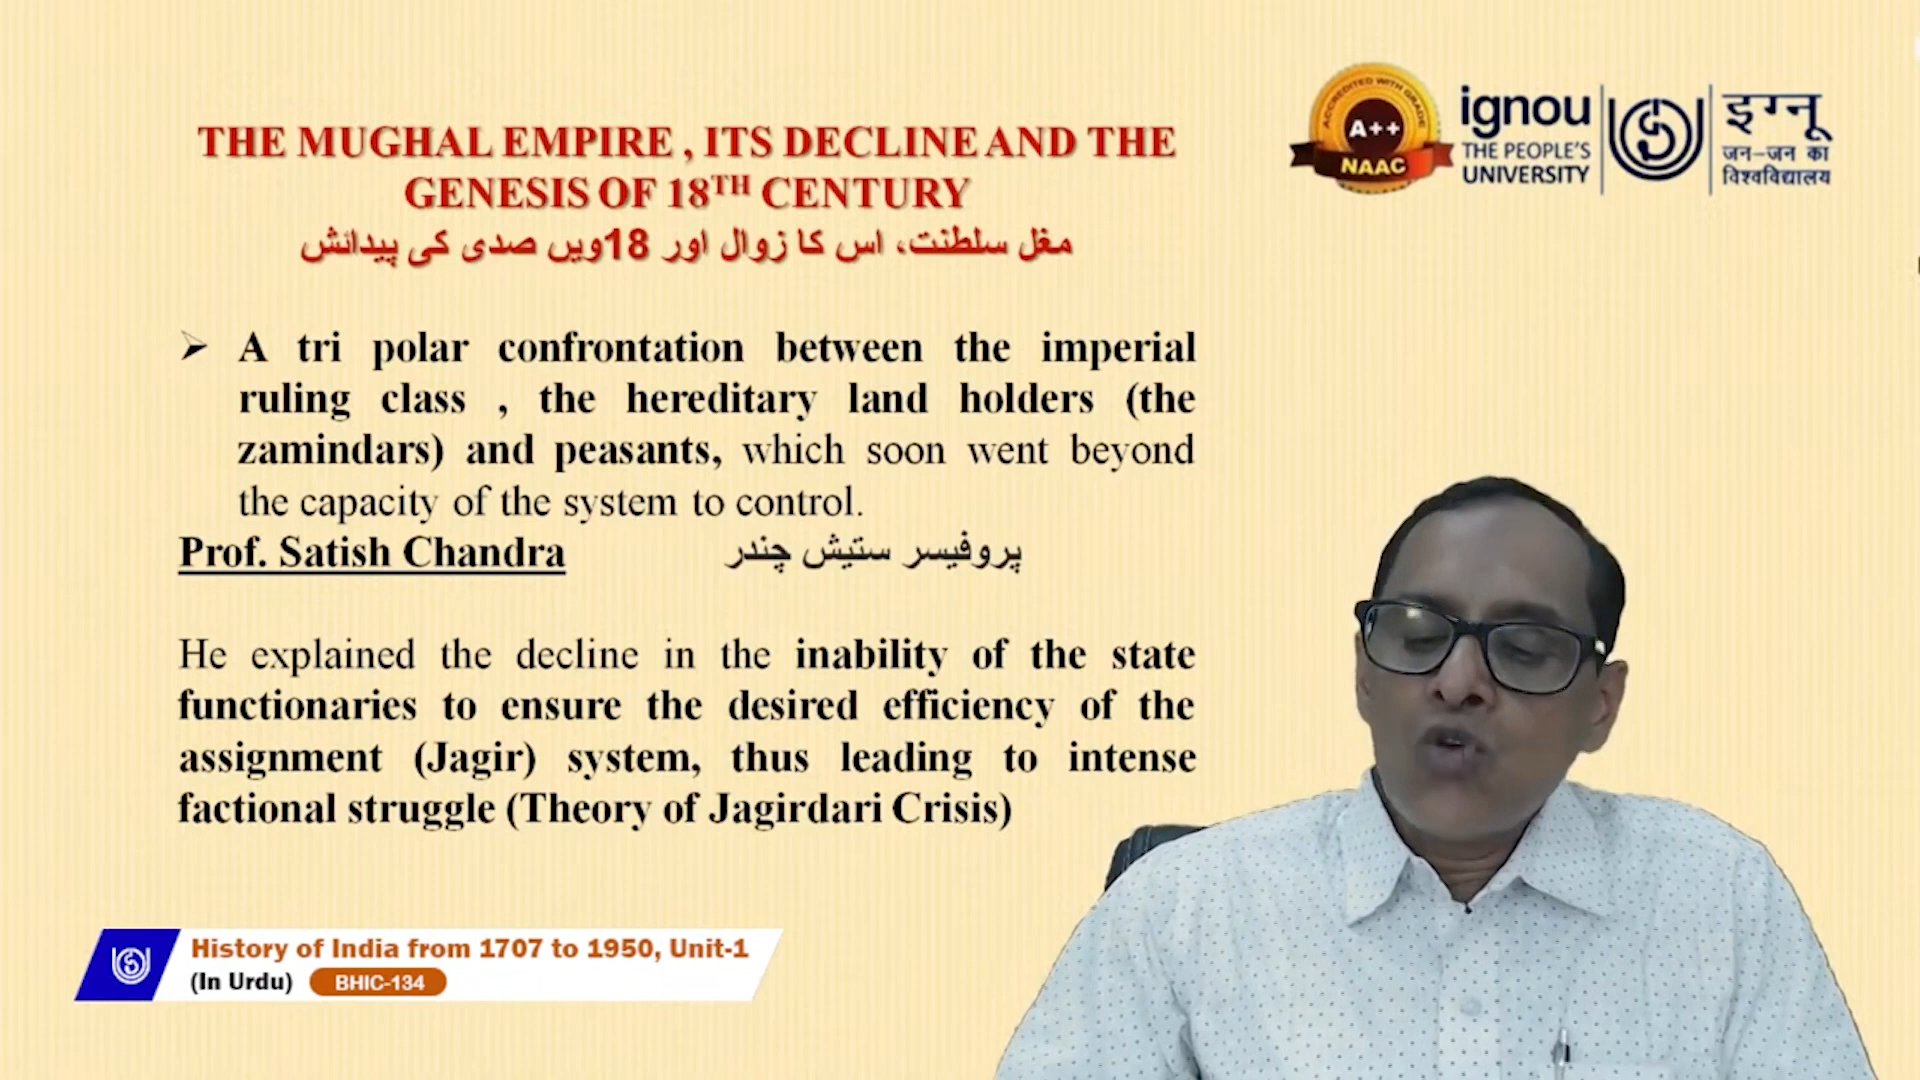 THE MUGHAL EMPIRE , ITS DECLINE AND THE
GENESIS OF 18TH CENTURY
مغل سلطنت، اس کا زوال اور 18ویں صدی کی پیدائش
ACCREDITED WITH GRADE
A++
NAAC
ignou
THE PEOPLE'S
UNIVERSITY
इग्नू
जन-जन का
विश्वविद्यालय
➢ A tri polar confrontation between the imperial
ruling class , the hereditary land holders (the
zamindars) and peasants, which soon went beyond
the capacity of the system to control.
Prof. Satish Chandra پروفیسر ستیش چندر
He explained the decline in the inability of the state
functionaries to ensure the desired efficiency of the
assignment (Jagir) system, thus leading to intense
factional struggle (Theory of Jagirdari Crisis)
History of India from 1707 to 1950, Unit-1
(In Urdu) BHIC-134